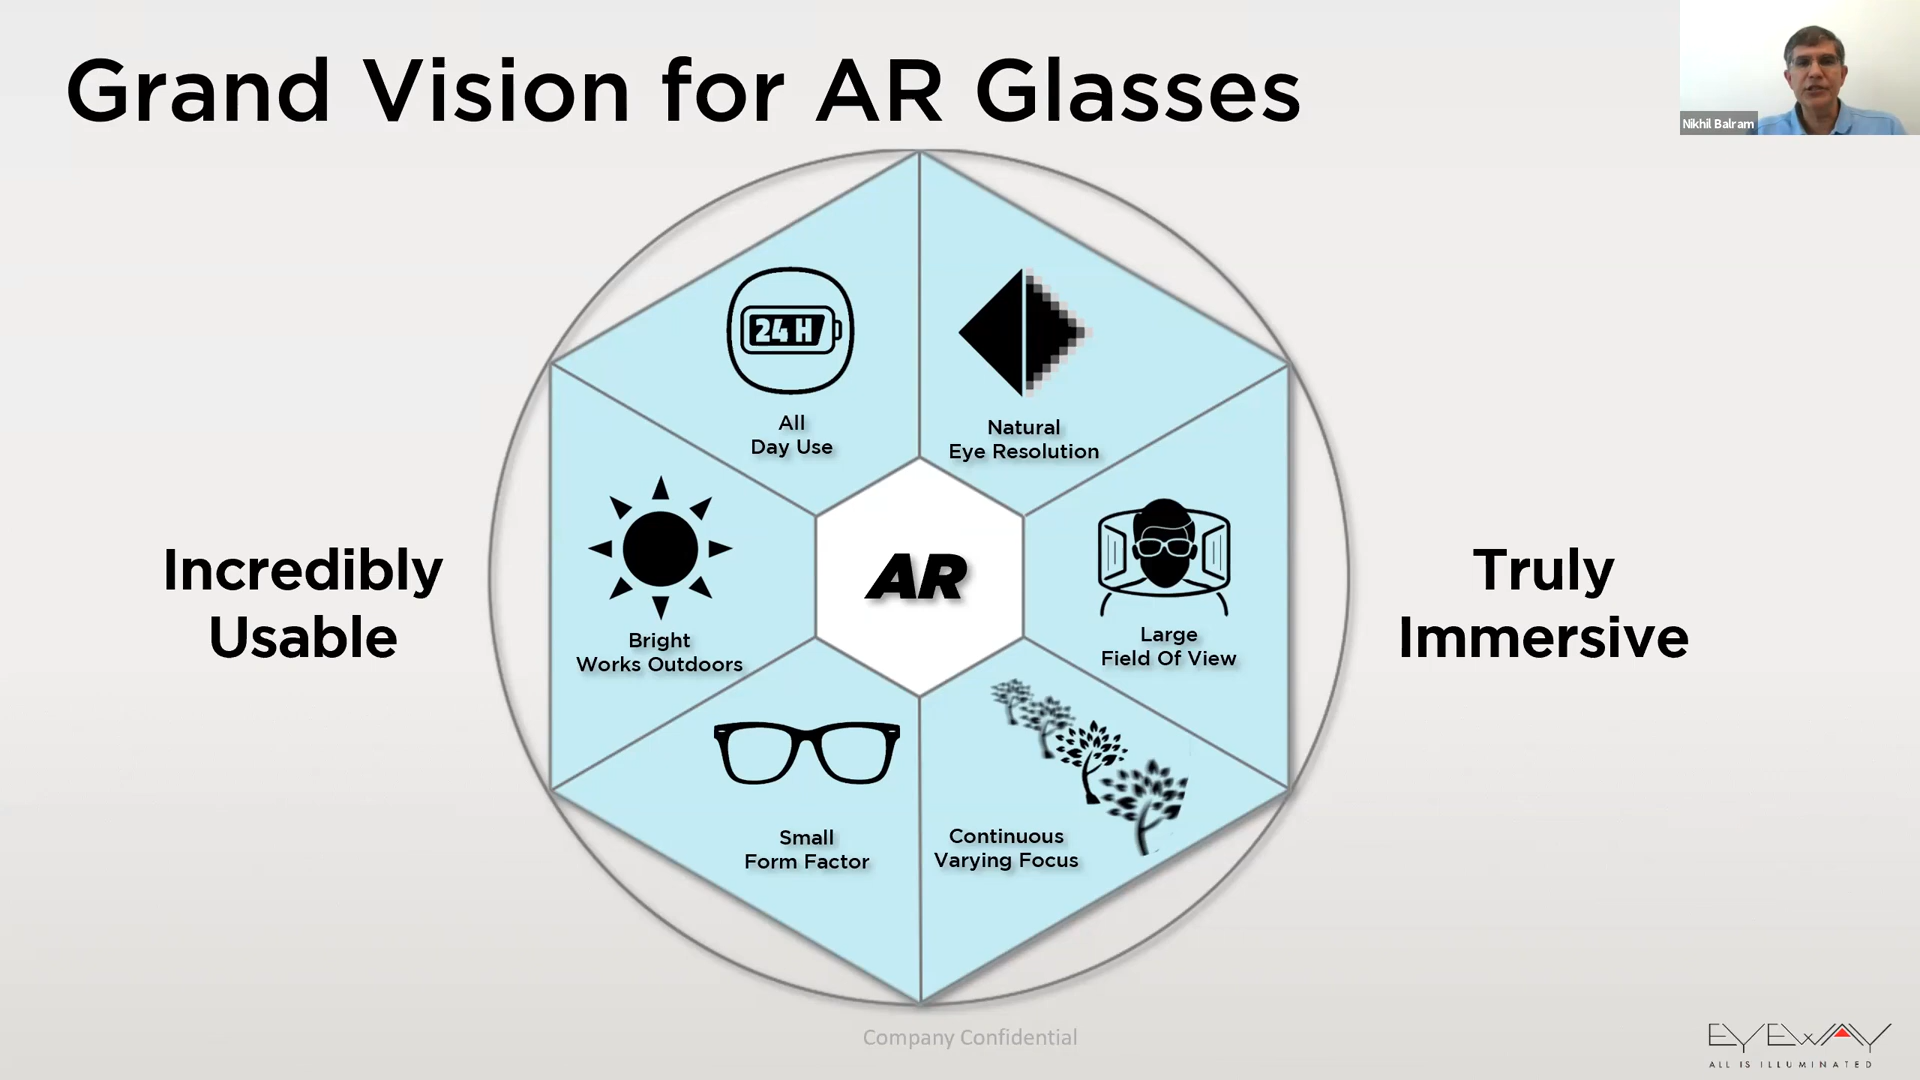 Grand Vision for AR Glasses
Nikhil Balram
24 H
All
Day Use
Natural
Eye Resolution
Incredibly
Usable
Bright
Works Outdoors
AR
Large
Field Of View
Truly
Immersive
Small
Form Factor
Continuous
Varying Focus
Company Confidential
EYEWAY
ALL IS ILLUMINATED